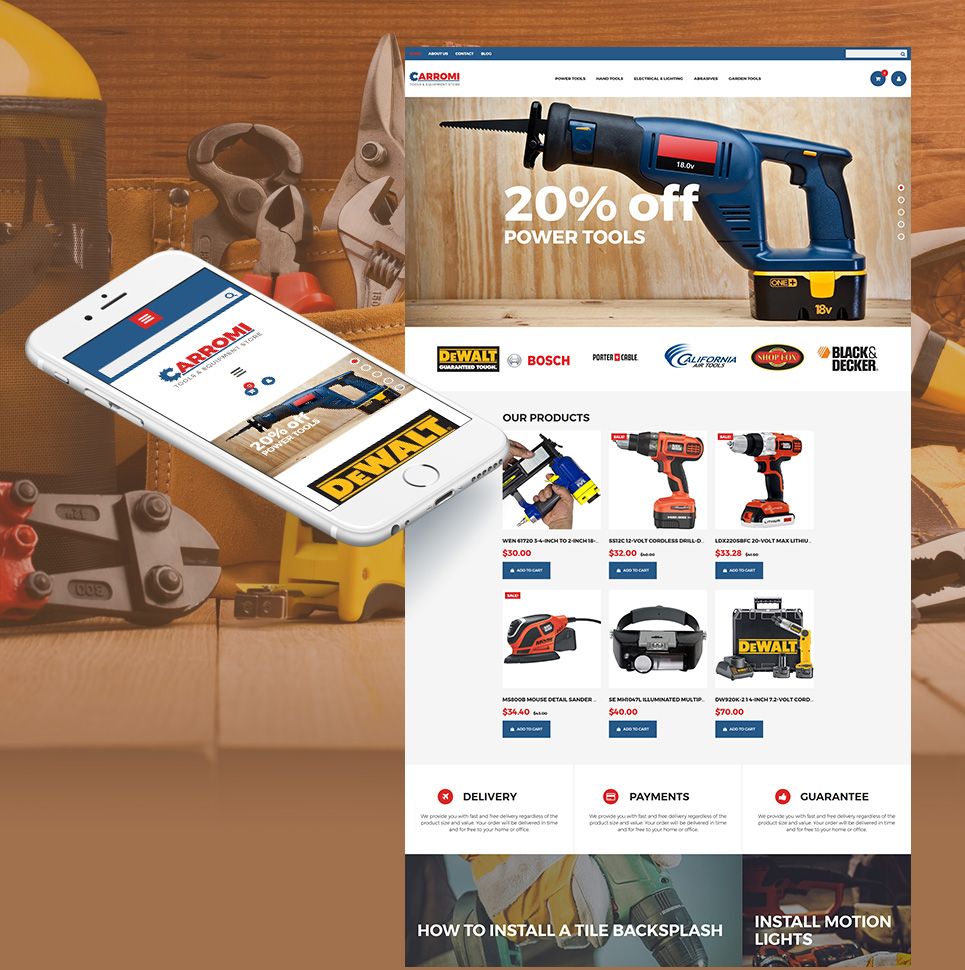 HOME ABOUT US CONTACT BLOG
CARROMI
TOOLS & EQUIPMENT STORE
POWER TOOLS HAND TOOLS ELECTRICAL & LIGHTING ABRASIVES GARDEN TOOLS
18.0v
20% off
POWER TOOLS
ONE+
18v
DEWALT
GUARANTEED TOUGH.
BOSCH
PORTER CABLE
CALIFORNIA
AIR TOOLS
SHOP FOX
BLACK&
DECKER
OUR PRODUCTS
SALE!
SALE!
WEN 61720 3-4-INCH TO 2-INCH 18-...
SS12C 12-VOLT CORDLESS DRILL-D...
LDX220SBFC 20-VOLT MAX LITHIU...
$30.00
$32.00 $40.00
$33.28 $41.60
ADD TO CART
ADD TO CART
ADD TO CART
SALE!
DEWALT
MS800B MOUSE DETAIL SANDER ...
SE MH1047L ILLUMINATED MULTIP...
DW920K-2 1 4-INCH 7.2-VOLT CORD...
$34.40 $43.00
$40.00
$70.00
ADD TO CART
ADD TO CART
ADD TO CART
DELIVERY
We provide you with fast and free delivery regardless of the
product size and value. Your order will be delivered in time
and for free to your home or office.
PAYMENTS
We provide you with fast and free delivery regardless of the
product size and value. Your order will be delivered in time
and for free to your home or office.
GUARANTEE
We provide you with fast and free delivery regardless of the
product size and value. Your order will be delivered in time
and for free to your home or office.
HOW TO INSTALL A TILE BACKSPLASH
INSTALL MOTION
LIGHTS
CARROMI
TOOLS & EQUIPMENT STORE
20% off
POWER TOOLS
DEWALT